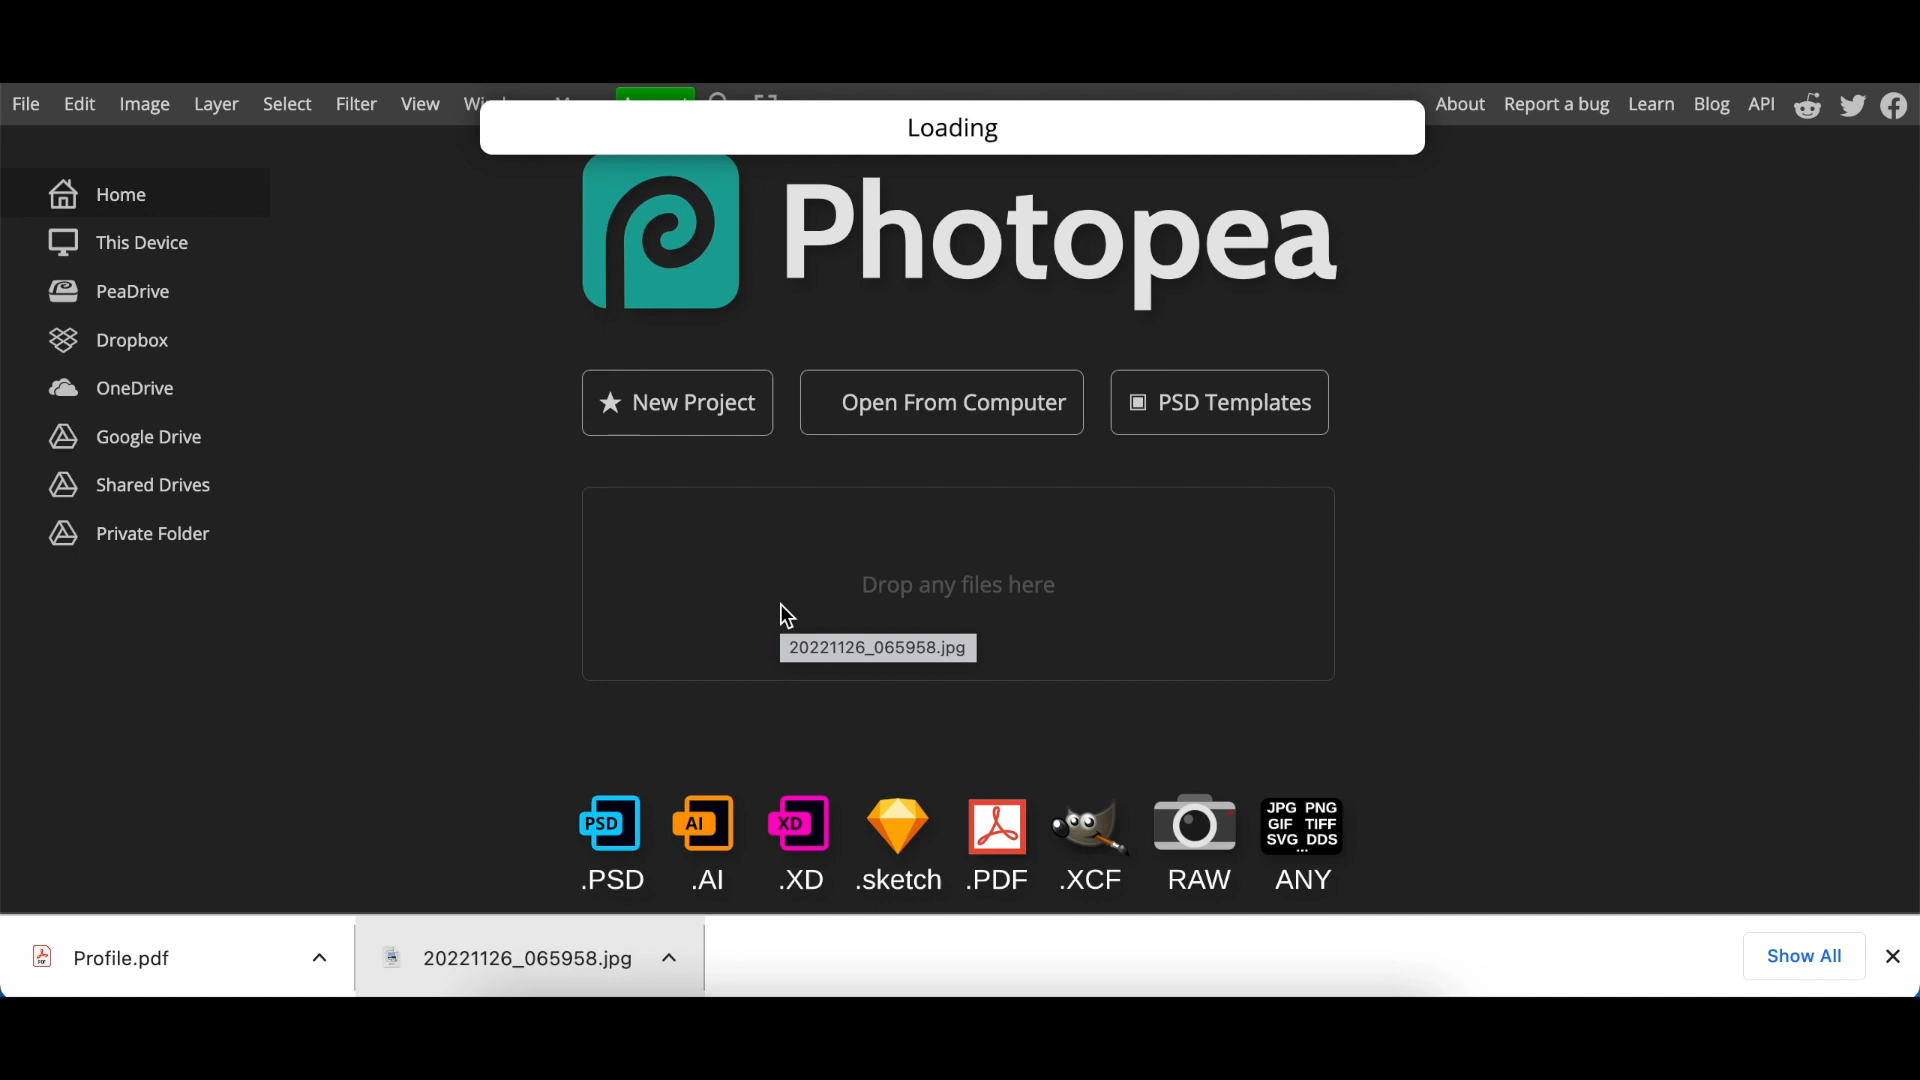 File Edit Image Layer Select Filter View
Loading
About Report a bug Learn Blog API
Home
This Device
PeaDrive
Dropbox
OneDrive
Google Drive
Shared Drives
Private Folder
Photopea
New Project Open From Computer PSD Templates
Drop any files here
20221126_065958.jpg
PSD AI XD
JPG PNG
GIF TIFF
SVG DDS
...
.PSD .AI .XD .sketch .PDF .XCF RAW ANY
Profile.pdf 20221126_065958.jpg Show All